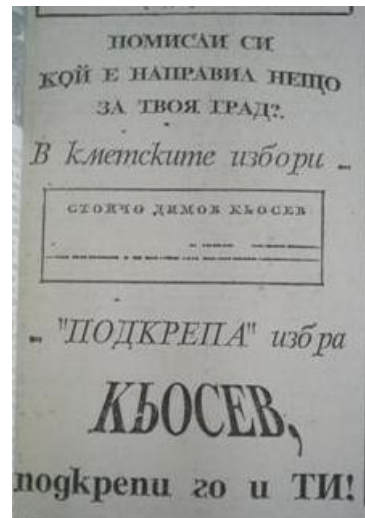 ПОМИСЛИ СИ
КОЙ Е НАПРАВИЛ НЕЩО
ЗА ТВОЯ ГРАД?
В кметските избори ...
СТОЙЧО ДИМОВ КЬОСЕВ
... "ПОДКРЕПА" избра
КЬОСЕВ,
подкрепи го и ТИ!